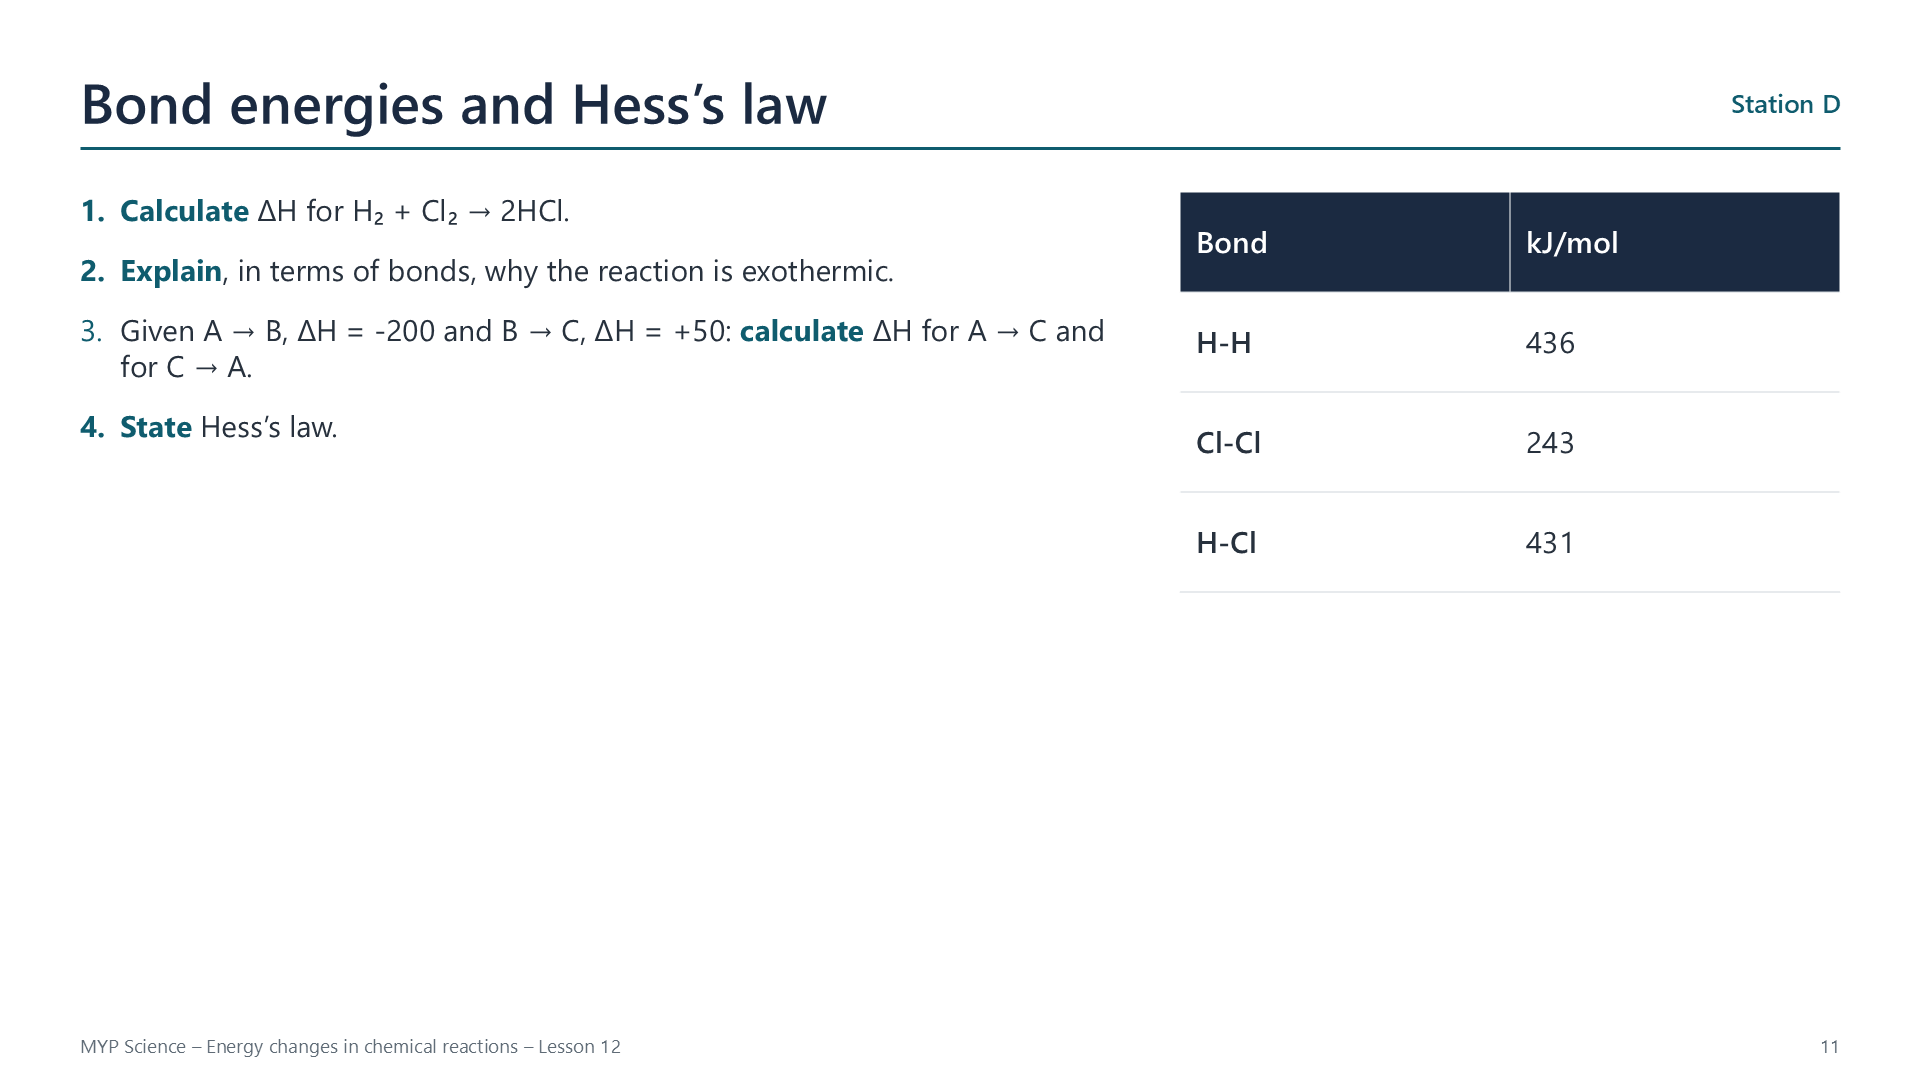 Bond energies and Hess’s law
Station D
1. Calculate ΔH for H₂ + Cl₂ → 2HCl.
2. Explain, in terms of bonds, why the reaction is exothermic.
3. Given A → B, ΔH = -200 and B → C, ΔH = +50: calculate ΔH for A → C and
for C → A.
4. State Hess’s law.
Bond kJ/mol
H-H 436
Cl-Cl 243
H-Cl 431
MYP Science – Energy changes in chemical reactions – Lesson 12
11